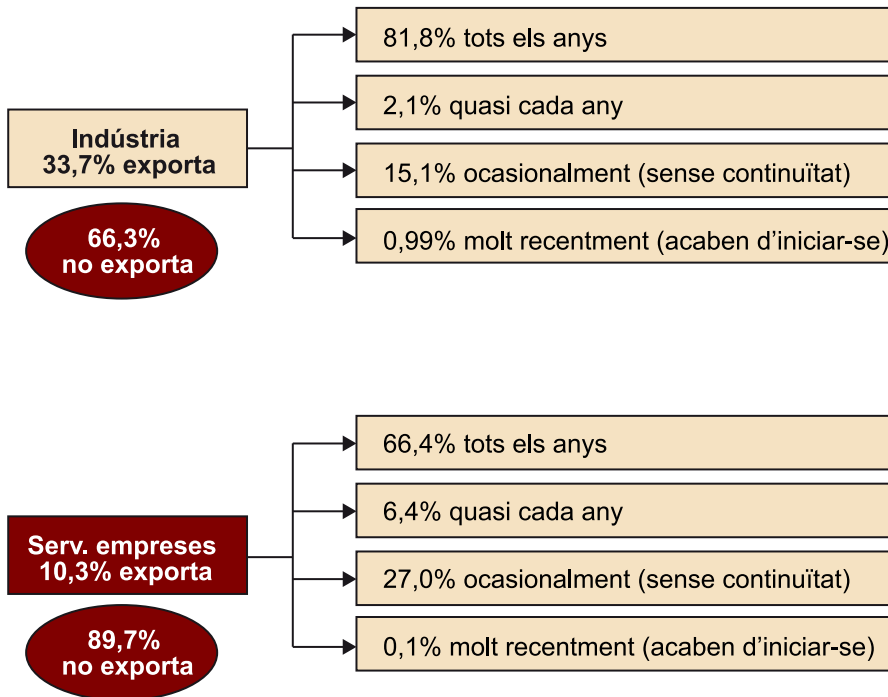 81,8% tots els anys
2,1% quasi cada any
Indústria
33,7% exporta
15,1% ocasionalment (sense continuïtat)
66,3%
no exporta
0,99% molt recentment (acaben d’iniciar-se)
66,4% tots els anys
6,4% quasi cada any
Serv. empreses
10,3% exporta
27,0% ocasionalment (sense continuïtat)
89,7%
no exporta
0,1% molt recentment (acaben d’iniciar-se)